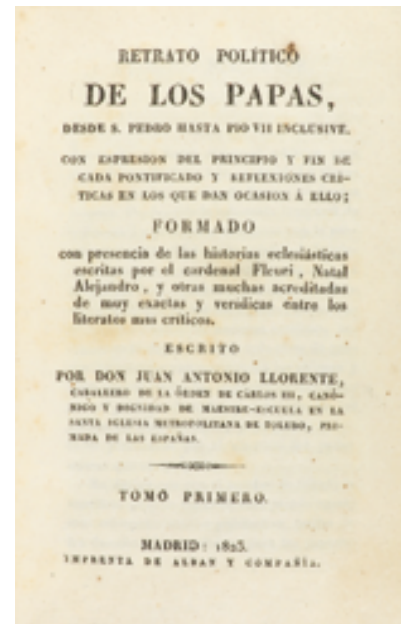 RETRATO POLÍTICO
DE LOS PAPAS,
DESDE S. PEDRO HASTA PIO VII INCLUSIVE,
CON ESPRESION DEL PRINCIPIO Y FIN DE
CADA PONTIFICADO Y REFLEXIONES CRI-
TICAS EN LOS QUE DAN OCASION Á ELLO;
FORMADO
con presencia de las historias eclesiásticas
escritas por el cardenal Fleuri, Natal
Alejandro, y otras muchas acreditadas
de muy exactas y verídicas entre los
literatos mas críticos.
ESCRITO
POR DON JUAN ANTONIO LLORENTE,
CABALLERO DE LA ÓRDEN DE CARLOS III, CANÓ-
NIGO Y DIGNIDAD DE MAESTRE-ESCUELA EN LA
SANTA IGLESIA METROPOLITANA DE TOLEDO, PRI-
MADA DE LAS ESPAÑAS.
TOMO PRIMERO.
MADRID: 1823.
IMPRENTA DE ALBAN Y COMPAÑÍA.